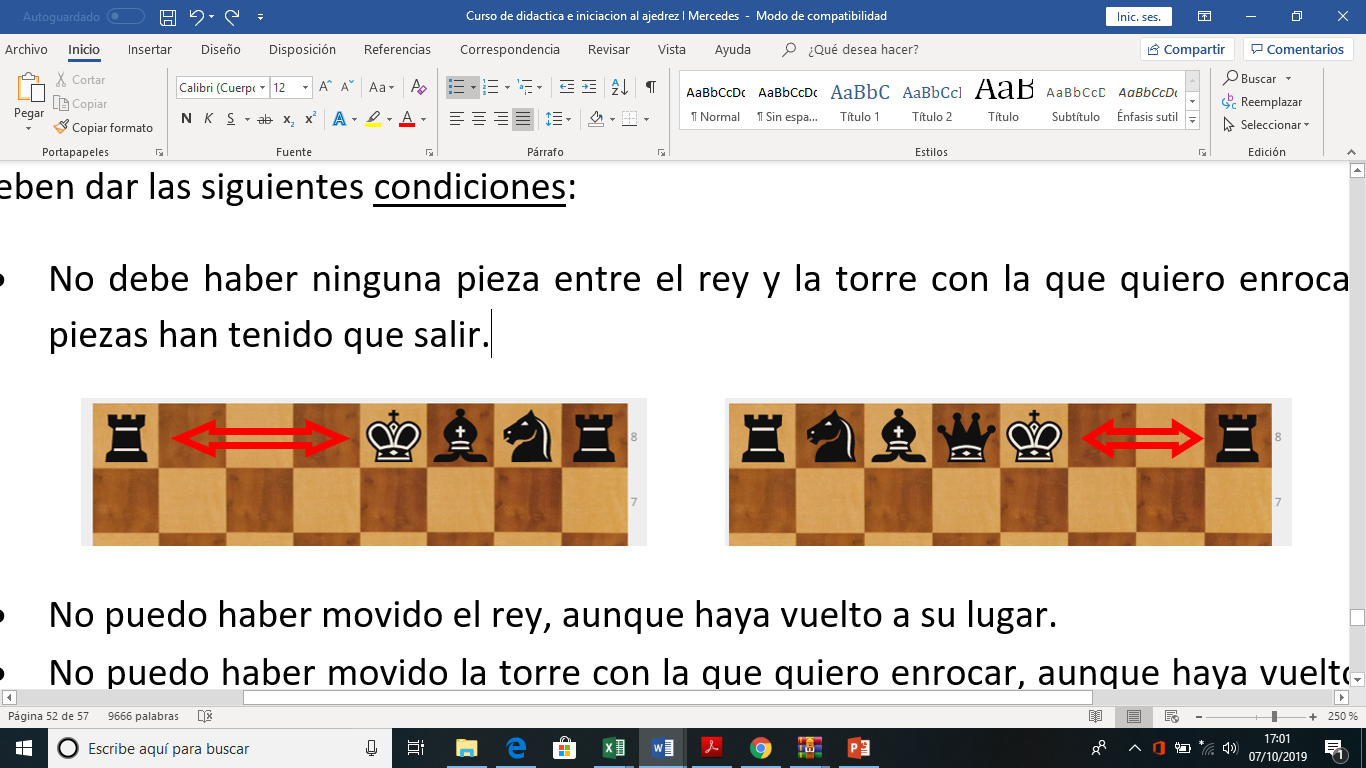 Autoguardado
Curso de didactica e iniciacion al ajedrez I Mercedes - Modo de compatibilidad
Inic. ses.
Archivo Inicio Insertar Diseño Disposición Referencias Correspondencia Revisar Vista Ayuda ¿Qué desea hacer? Compartir Comentarios
Pegar
Cortar
Copiar
Copiar formato
Portapapeles
Calibri (Cuerpo 12
A A Aa A
N K S ab x₂ x² A A
Fuente
Párrafo
AaBbCcDc AaBbCcDc AaBbC AaBbCcI AaB AaBbCcD AaBbCcDc
¶ Normal ¶ Sin espa... Título 1 Título 2 Título Subtítulo Énfasis sutil
Estilos
Buscar
Reemplazar
Seleccionar
Edición
eben dar las siguientes condiciones:
• No debe haber ninguna pieza entre el rey y la torre con la que quiero enroca
piezas han tenido que salir.
8
7
8
7
• No puedo haber movido el rey, aunque haya vuelto a su lugar.
• No puedo haber movido la torre con la que quiero enrocar, aunque haya vuelto
Página 52 de 57 9666 palabras 250 %
Escribe aquí para buscar
17:01
07/10/2019
1